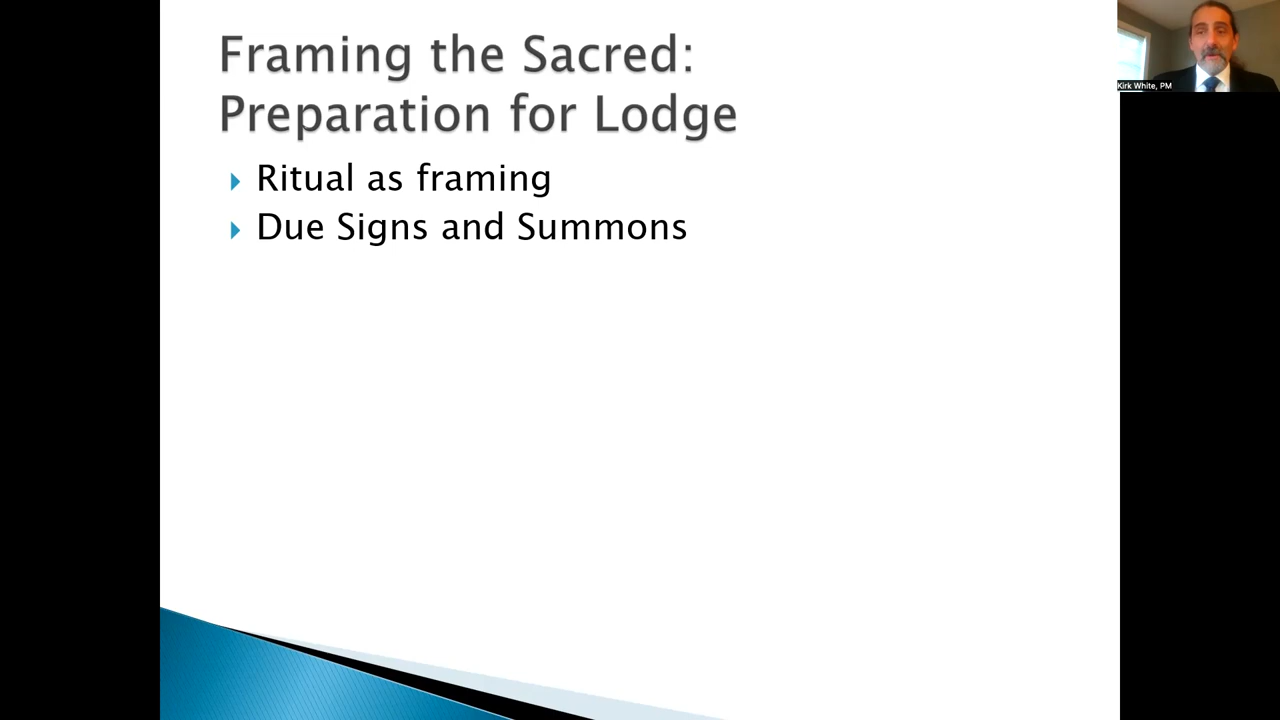 Framing the Sacred:
Preparation for Lodge
Ritual as framing
Due Signs and Summons
Kirk White, PM